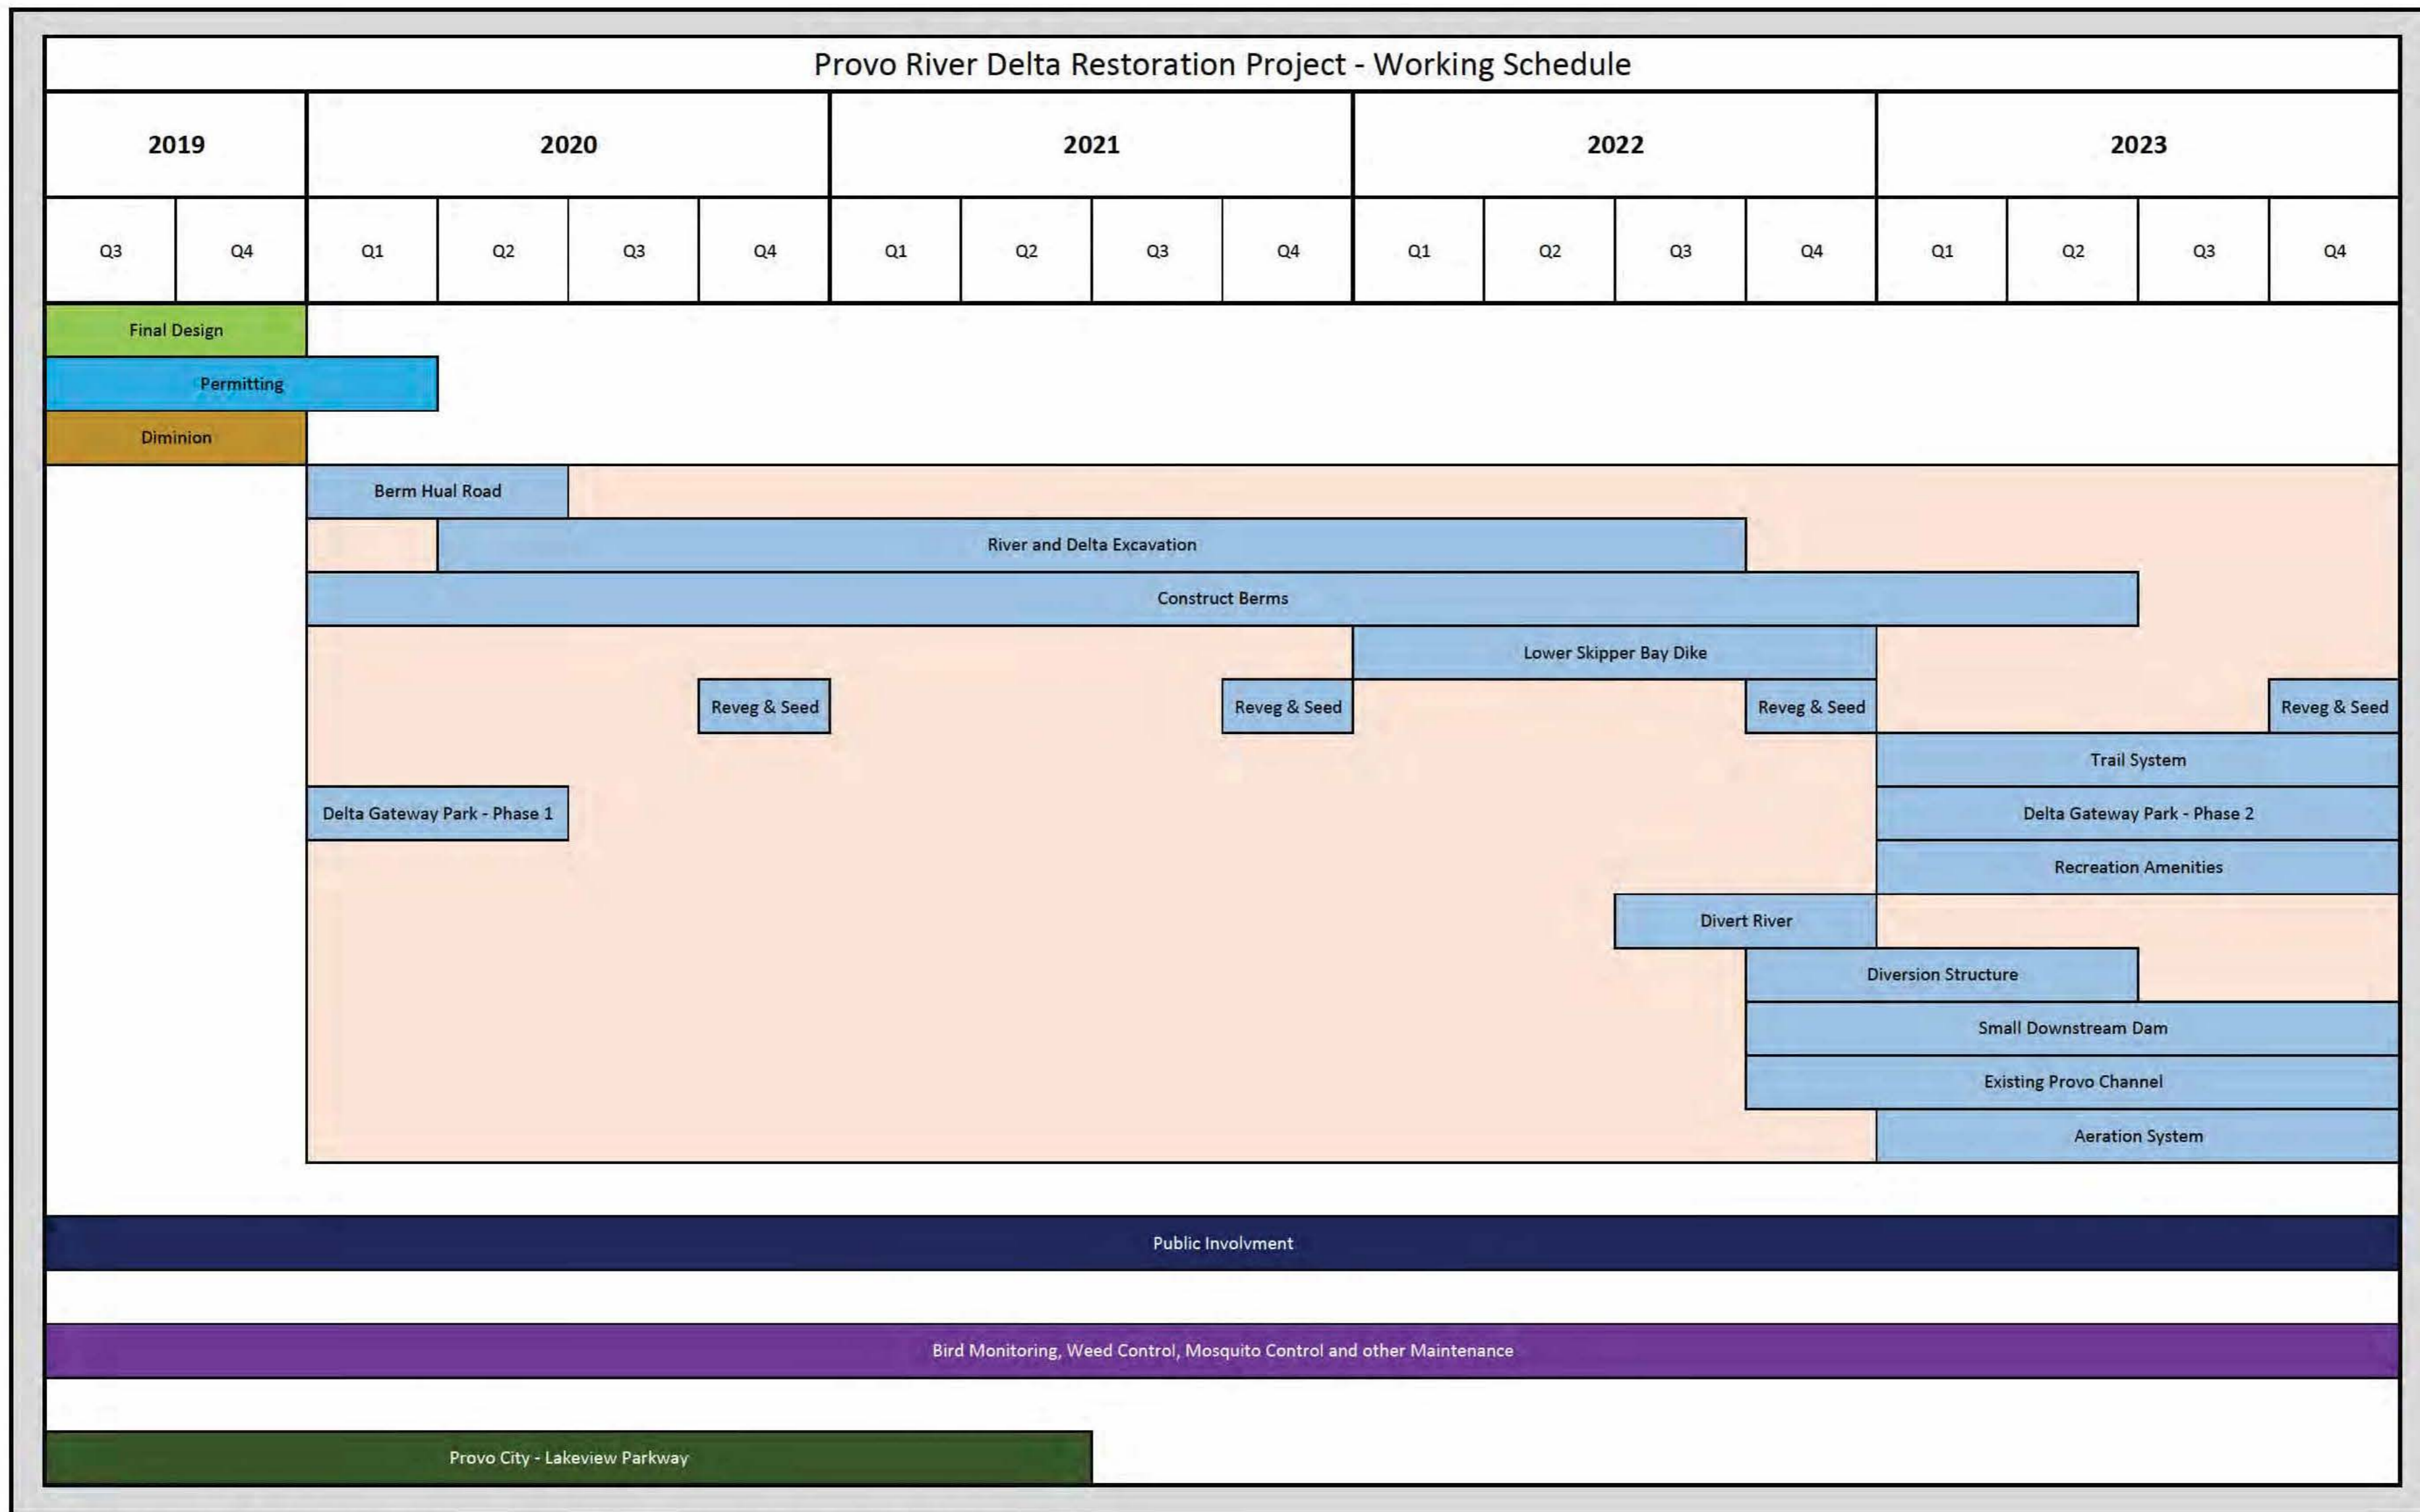 Provo River Delta Restoration Project - Working Schedule
2019 2020 2021 2022 2023
Q3 Q4 Q1 Q2 Q3 Q4 Q1 Q2 Q3 Q4 Q1 Q2 Q3 Q4 Q1 Q2 Q3 Q4
Final Design
Permitting
Diminion
Berm Hual Road
River and Delta Excavation
Construct Berms
Lower Skipper Bay Dike
Reveg & Seed Reveg & Seed Reveg & Seed Reveg & Seed
Trail System
Delta Gateway Park - Phase 1 Delta Gateway Park - Phase 2
Recreation Amenities
Divert River
Diversion Structure
Small Downstream Dam
Existing Provo Channel
Aeration System
Public Involvment
Bird Monitoring, Weed Control, Mosquito Control and other Maintenance
Provo City - Lakeview Parkway